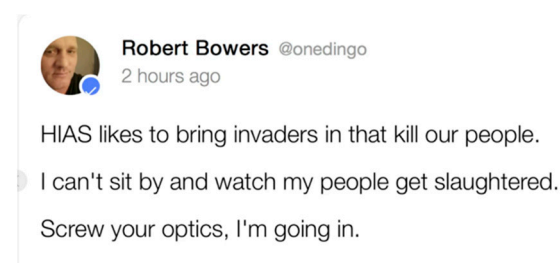 Robert Bowers @onedingo
2 hours ago
HIAS likes to bring invaders in that kill our people.
I can't sit by and watch my people get slaughtered.
Screw your optics, I'm going in.